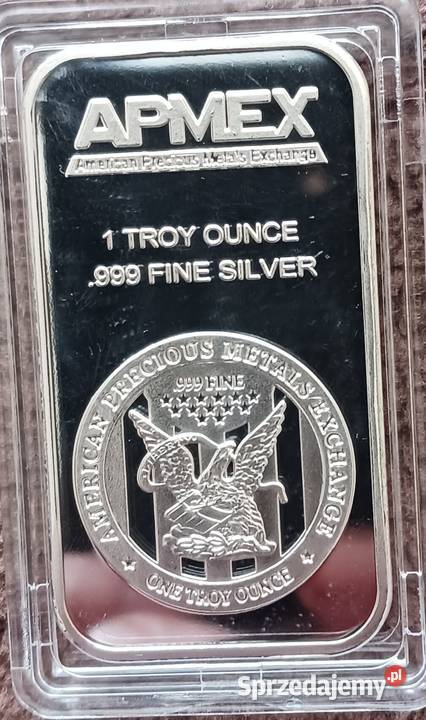 APMEX
American Precious Metals Exchange
1 TROY OUNCE
.999 FINE SILVER
AMERICAN PRECIOUS METALS EXCHANGE
.999 FINE
ONE TROY OUNCE
Sprzedajemy.pl